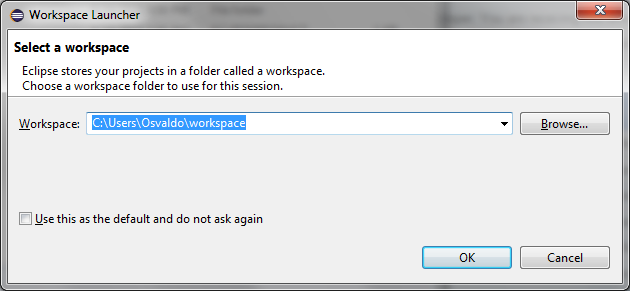 Workspace Launcher
Select a workspace
Eclipse stores your projects in a folder called a workspace.
Choose a workspace folder to use for this session.
Workspace: C:\Users\Osvaldo\workspace Browse...
Use this as the default and do not ask again
OK Cancel